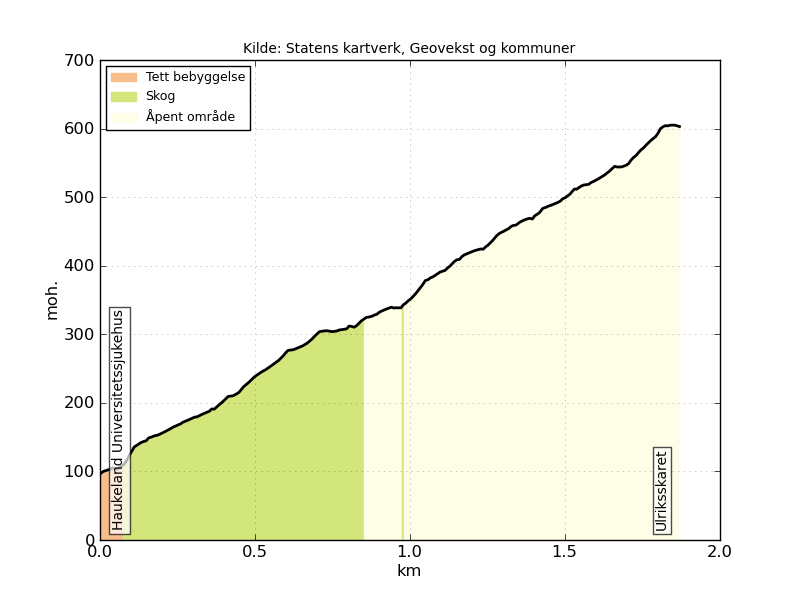 Kilde: Statens kartverk, Geovekst og kommuner
700
600
500
400
300
200
100
0
moh.
Tett bebyggelse
Skog
Åpent område
Haukeland Universitetssjukehus
Ulriksskaret
0.0 0.5 1.0 1.5 2.0
km